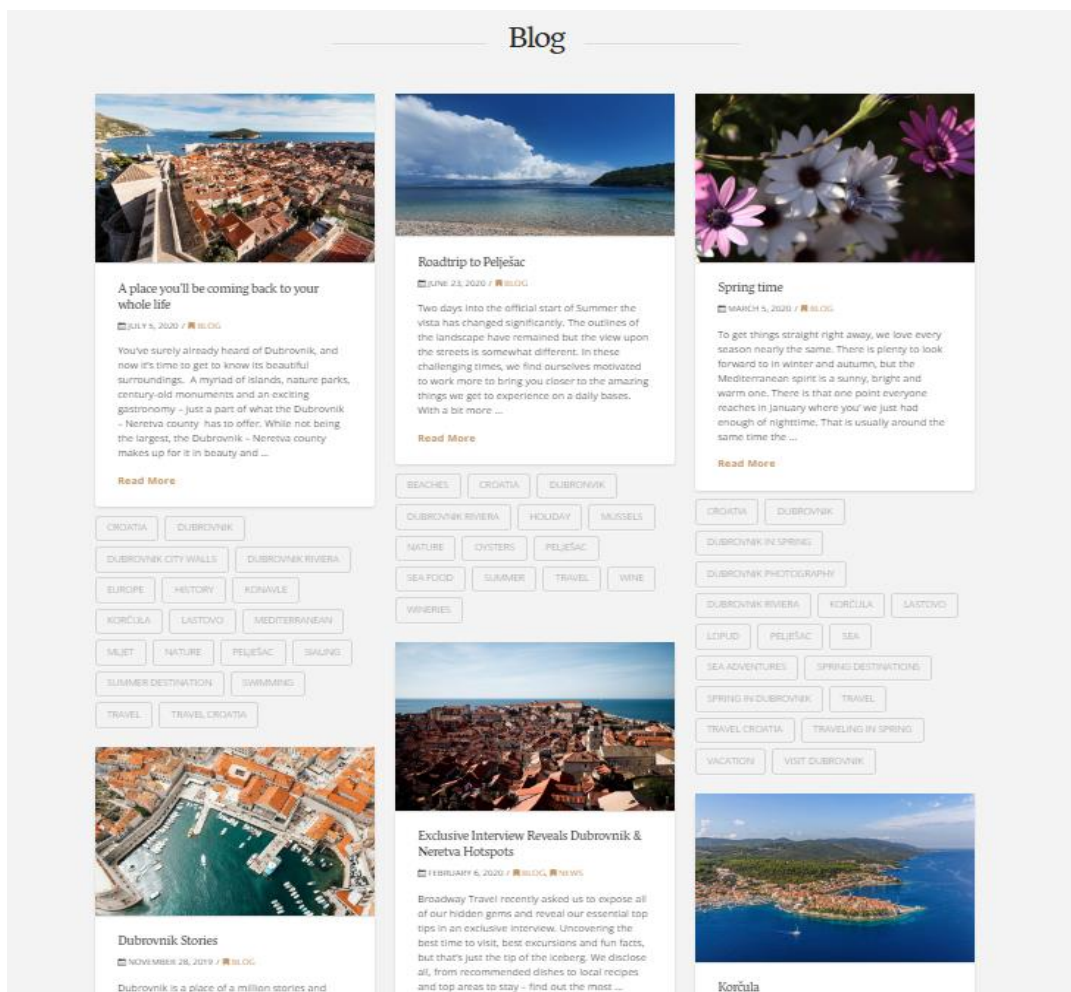 Blog
A place you'll be coming back to your
whole life
JULY 5, 2020 / BLOG
You've surely already heard of Dubrovnik, and
now it's time to get to know its beautiful
surroundings. A myriad of islands, nature parks,
century-old monuments and an exciting
gastronomy – just a part of what the Dubrovnik
– Neretva county has to offer. While not being
the largest, the Dubrovnik – Neretva county
makes up for it in beauty and ...
Read More
CROATIA DUBROVNIK
DUBROVNIK CITY WALLS DUBROVNIK RIVIERA
EUROPE HISTORY KONAVLE
KORČULA LASTOVO MEDITERRANEAN
MLJET NATURE PELJEŠAC SIALING
SUMMER DESTINATION SWIMMING
TRAVEL TRAVEL CROATIA
Dubrovnik Stories
NOVEMBER 28, 2019 / BLOG
Dubrovnik is a place of a million stories and
Roadtrip to Pelješac
JUNE 23, 2020 / BLOG
Two days into the official start of Summer the
vista has changed significantly. The outlines of
the landscape have remained but the view upon
the streets is somewhat different. In these
challenging times, we find ourselves motivated
to work more to bring you closer to the amazing
things we get to experience on a daily bases.
With a bit more ...
Read More
BEACHES CROATIA DUBRONVIK
DUBROVNIK RIVIERA HOLIDAY MUSSELS
NATURE OYSTERS PELJEŠAC
SEA FOOD SUMMER TRAVEL WINE
WINERIES
Exclusive Interview Reveals Dubrovnik &
Neretva Hotspots
FEBRUARY 6, 2020 / BLOG, NEWS
Broadway Travel recently asked us to expose all
of our hidden gems and reveal our essential top
tips in an exclusive interview. Uncovering the
best time to visit, best excursions and fun facts,
but that's just the tip of the iceberg. We disclose
all, from recommended dishes to local recipes
and top areas to stay – find out the most ...
Spring time
MARCH 5, 2020 / BLOG
To get things straight right away, we love every
season nearly the same. There is plenty to look
forward to in winter and autumn, but the
Mediterranean spirit is a sunny, bright and
warm one. There is that one point everyone
reaches in January where you' we just had
enough of nighttime. That is usually around the
same time the ...
Read More
CROATIA DUBROVNIK
DUBROVNIK IN SPRING
DUBROVNIK PHOTOGRAPHY
DUBROVNIK RIVIERA KORČULA LASTOVO
LOPUD PELJEŠAC SEA
SEA ADVENTURES SPRING DESTINATIONS
SPRING IN DUBROVNIK TRAVEL
TRAVEL CROATIA TRAVELING IN SPRING
VACATION VISIT DUBROVNIK
Korčula